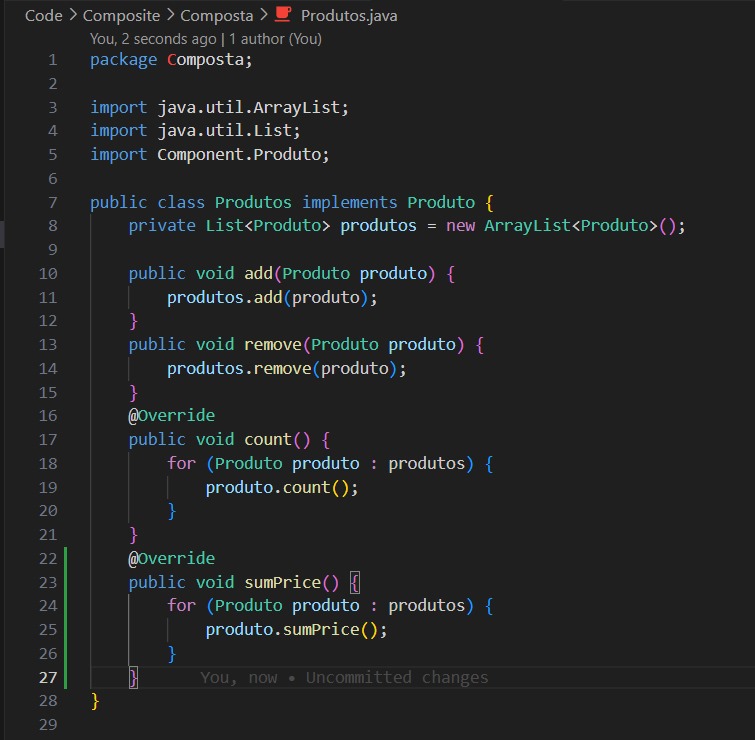 Code > Composite > Composta > Produtos.java
You, 2 seconds ago | 1 author (You)
1 package Composta;
2
3 import java.util.ArrayList;
4 import java.util.List;
5 import Component.Produto;
6
7 public class Produtos implements Produto {
8     private List<Produto> produtos = new ArrayList<Produto>();
9
10     public void add(Produto produto) {
11         produtos.add(produto);
12     }
13     public void remove(Produto produto) {
14         produtos.remove(produto);
15     }
16     @Override
17     public void count() {
18         for (Produto produto : produtos) {
19             produto.count();
20         }
21     }
22     @Override
23     public void sumPrice() {
24         for (Produto produto : produtos) {
25             produto.sumPrice();
26         }
27     }     You, now • Uncommitted changes
28 }
29